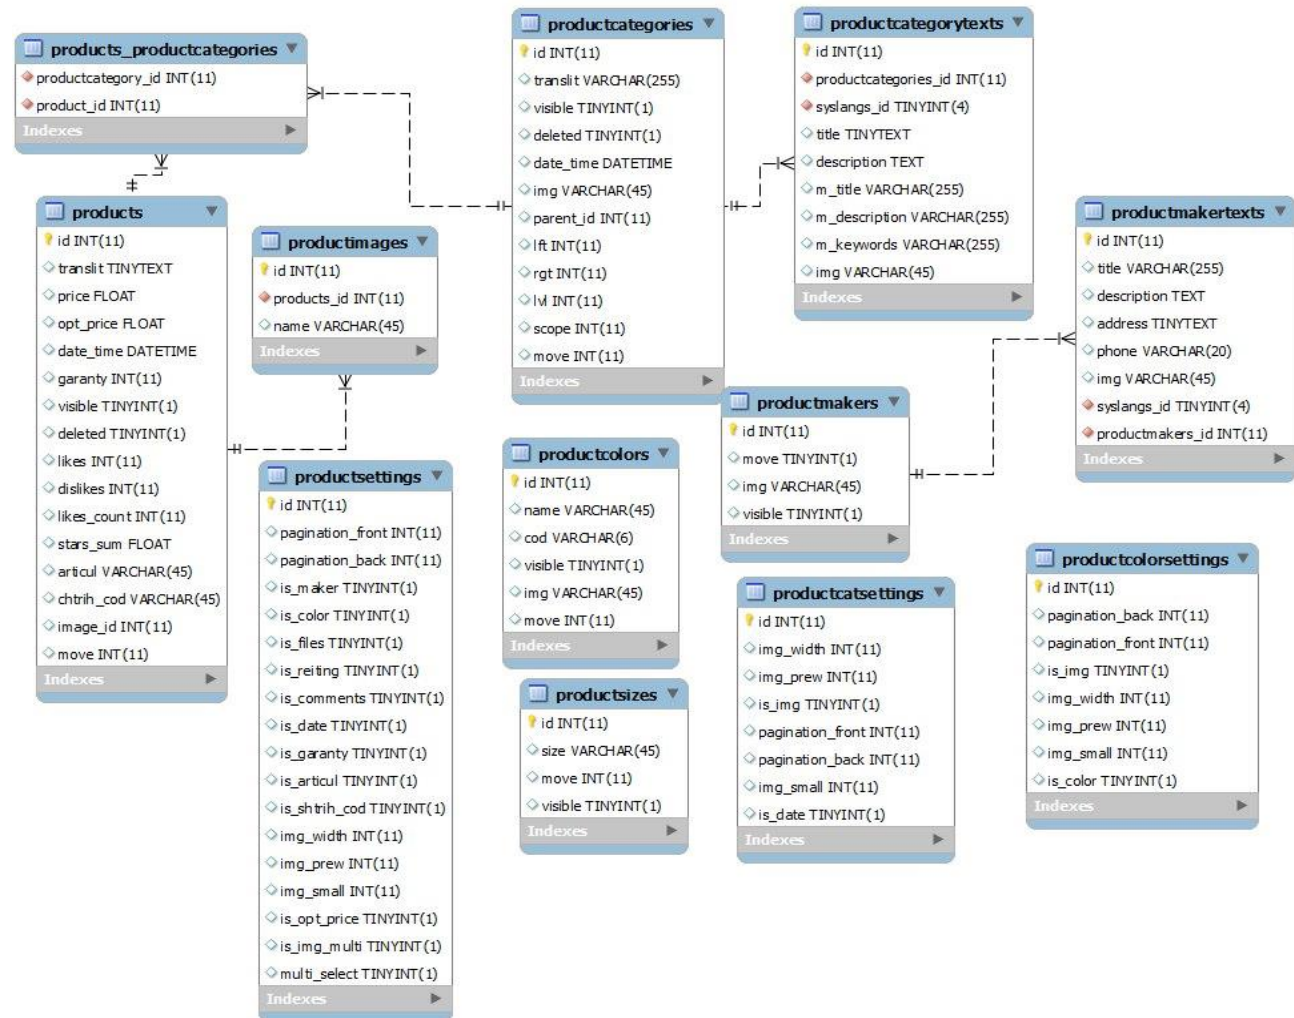 products_productcategories
productcategory_id INT(11)
product_id INT(11)
Indexes
productcategories
id INT(11)
translit VARCHAR(255)
visible TINYINT(1)
deleted TINYINT(1)
date_time DATETIME
img VARCHAR(45)
parent_id INT(11)
lft INT(11)
rgt INT(11)
lvl INT(11)
scope INT(11)
move INT(11)
Indexes
productcategorytexts
id INT(11)
productcategories_id INT(11)
syslangs_id TINYINT(4)
title TINYTEXT
description TEXT
m_title VARCHAR(255)
m_description VARCHAR(255)
m_keywords VARCHAR(255)
img VARCHAR(45)
Indexes
products
id INT(11)
translit TINYTEXT
price FLOAT
opt_price FLOAT
date_time DATETIME
garanty INT(11)
visible TINYINT(1)
deleted TINYINT(1)
likes INT(11)
dislikes INT(11)
likes_count INT(11)
stars_sum FLOAT
articul VARCHAR(45)
chtrih_cod VARCHAR(45)
image_id INT(11)
move INT(11)
Indexes
productimages
id INT(11)
products_id INT(11)
name VARCHAR(45)
Indexes
productmakertexts
id INT(11)
title VARCHAR(255)
description TEXT
address TINYTEXT
phone VARCHAR(20)
img VARCHAR(45)
syslangs_id TINYINT(4)
productmakers_id INT(11)
Indexes
productmakers
id INT(11)
move TINYINT(1)
img VARCHAR(45)
visible TINYINT(1)
Indexes
productsettings
id INT(11)
pagination_front INT(11)
pagination_back INT(11)
is_maker TINYINT(1)
is_color TINYINT(1)
is_files TINYINT(1)
is_reiting TINYINT(1)
is_comments TINYINT(1)
is_date TINYINT(1)
is_garanty TINYINT(1)
is_articul TINYINT(1)
is_shtrih_cod TINYINT(1)
img_width INT(11)
img_prew INT(11)
img_small INT(11)
is_opt_price TINYINT(1)
is_img_multi TINYINT(1)
multi_select TINYINT(1)
Indexes
productcolors
id INT(11)
name VARCHAR(45)
cod VARCHAR(6)
visible TINYINT(1)
img VARCHAR(45)
move INT(11)
Indexes
productsizes
id INT(11)
size VARCHAR(45)
move INT(11)
visible TINYINT(1)
Indexes
productcatsettings
id INT(11)
img_width INT(11)
img_prew INT(11)
is_img TINYINT(1)
pagination_front INT(11)
pagination_back INT(11)
img_small INT(11)
is_date TINYINT(1)
Indexes
productcolorsettings
id INT(11)
pagination_back INT(11)
pagination_front INT(11)
is_img TINYINT(1)
img_width INT(11)
img_prew INT(11)
img_small INT(11)
is_color TINYINT(1)
Indexes